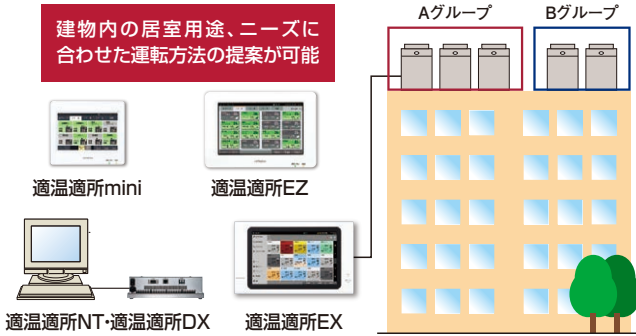 建物内の居室用途、ニーズに
合わせた運転方法の提案が可能
Aグループ
Bグループ
適温適所mini
適温適所EZ
適温適所NT・適温適所DX
適温適所EX